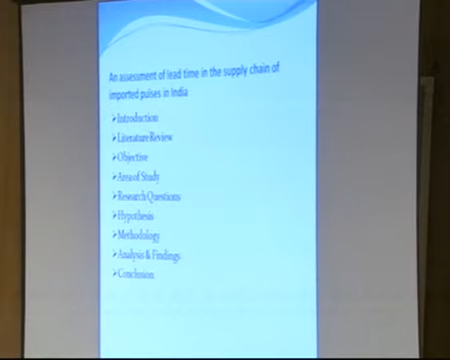 An assessment of lead time in the supply chain of
imported pulses in India
➢Introduction
➢Literature Review
➢Objective
➢Area of Study
➢Research Questions
➢Hypothesis
➢Methodology
➢Analysis & Findings
➢Conclusion